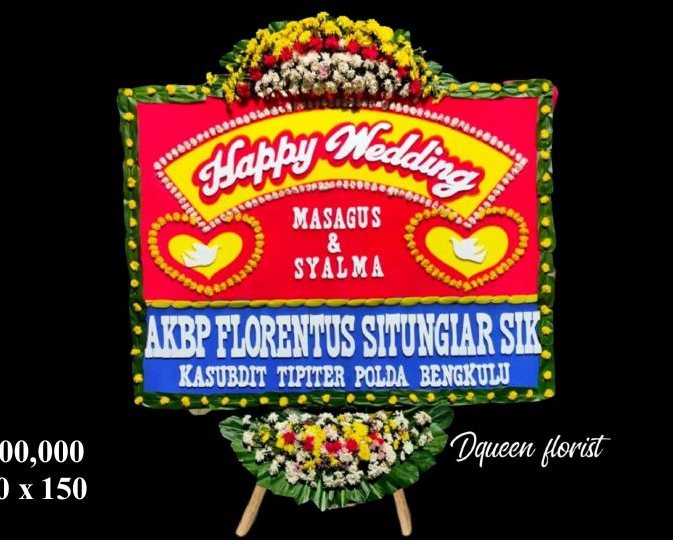 Happy Wedding
MASAGUS
&
SYALMA
AKBP FLORENTUS SITUNGIAR SIK
KASUBDIT TIPITER POLDA BENGKULU
00,000
0 x 150
Dqueen florist